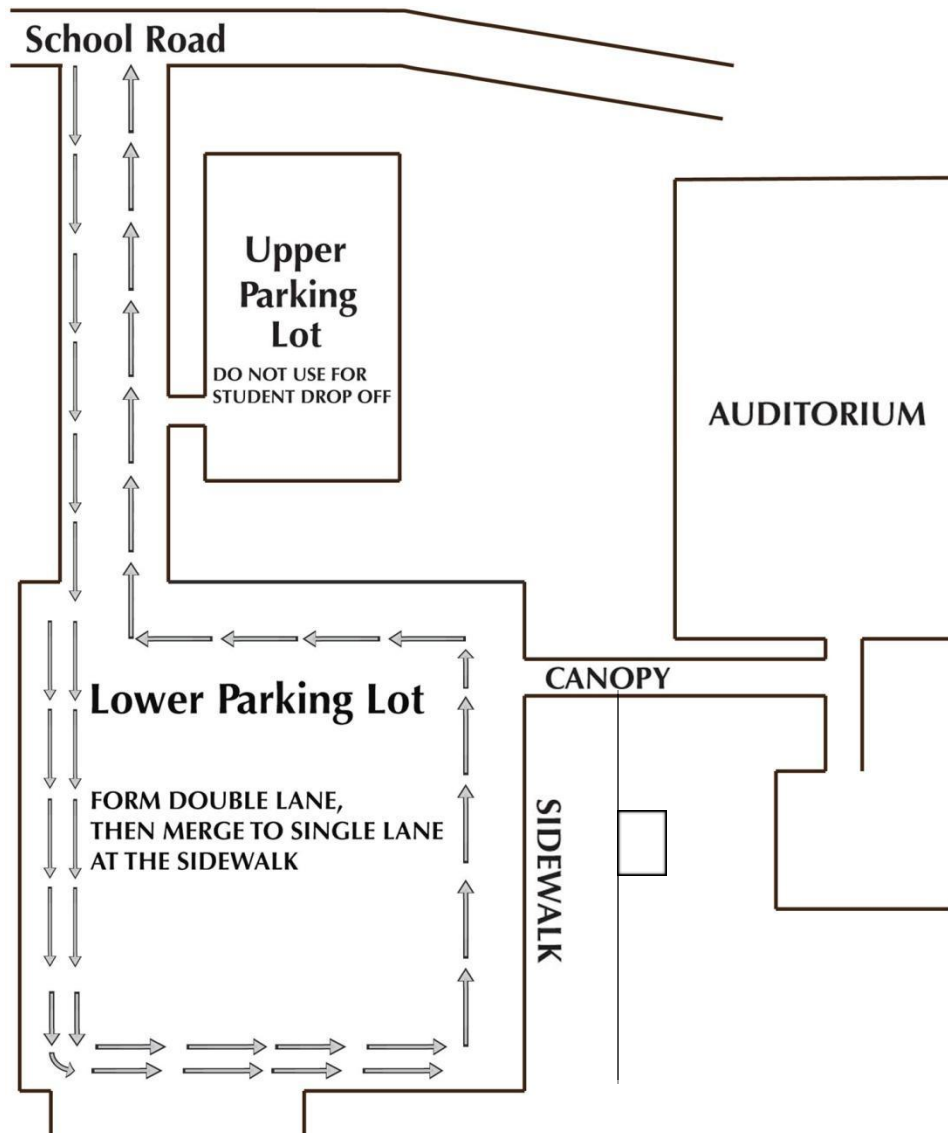 School Road
Upper
Parking
Lot
DO NOT USE FOR
STUDENT DROP OFF
AUDITORIUM
CANOPY
Lower Parking Lot
FORM DOUBLE LANE,
THEN MERGE TO SINGLE LANE
AT THE SIDEWALK
SIDEWALK